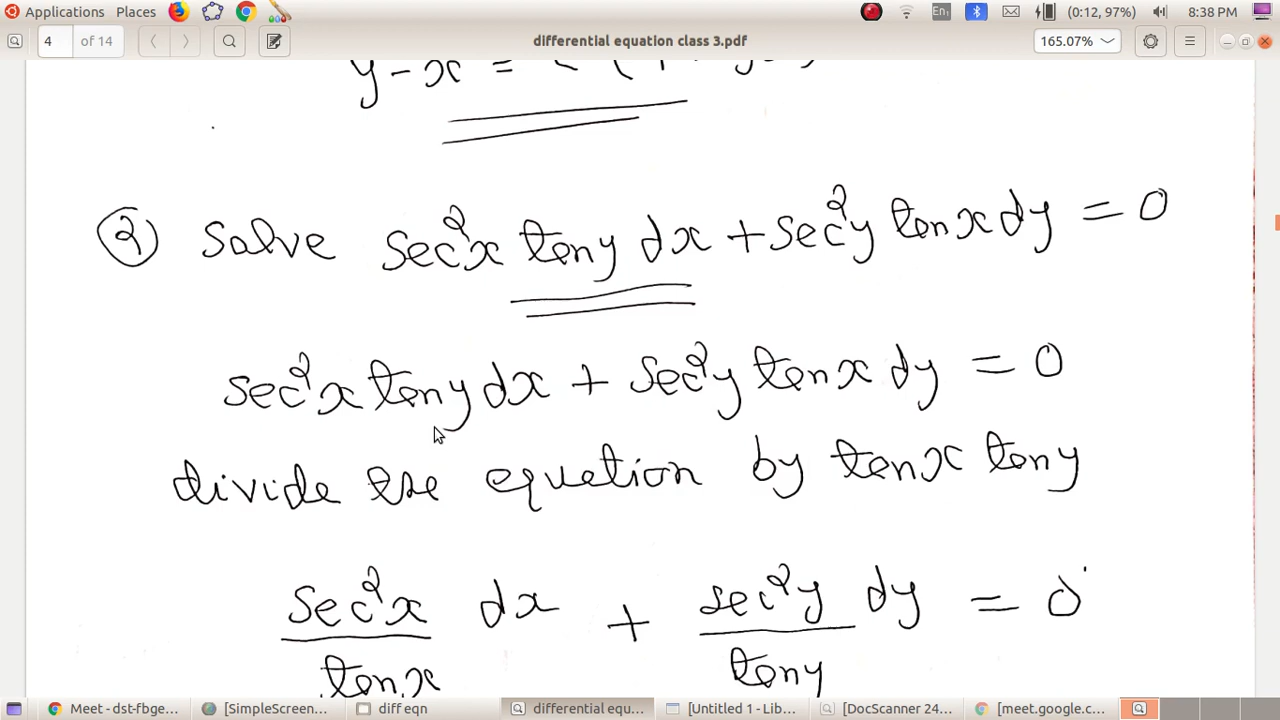 Applications Places En₁ (0:12, 97%) 8:38 PM
4 of 14 differential equation class 3.pdf 165.07%
y-x =
② Solve sec²x tany dx + sec²y tanx dy = 0
sec²x tany dx + sec²y tanx dy = 0
divide the equation by tanx tany
sec²x/tanx dx + sec²y/tany dy = 0
Meet - dst-fbge... [SimpleScreen... diff eqn differential equ... [Untitled 1 - Lib... [DocScanner 24... [meet.google.co...